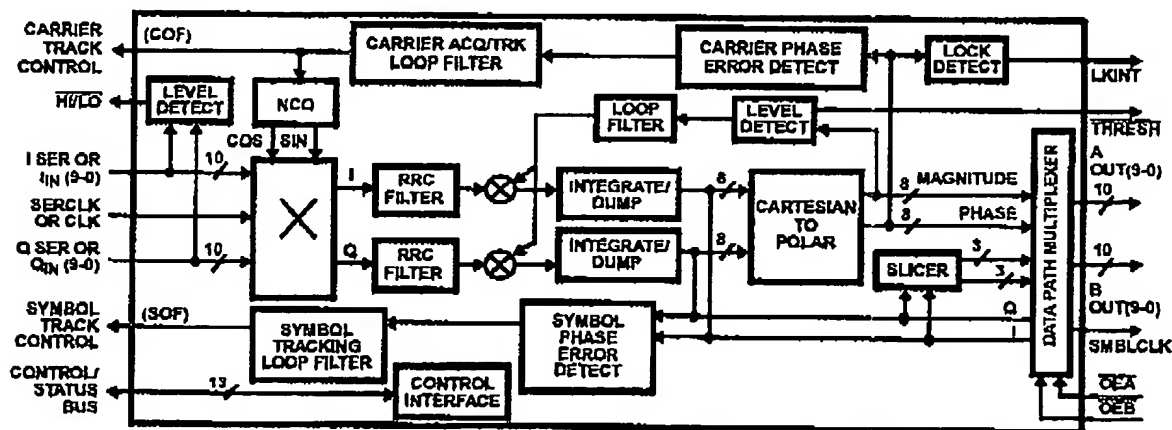 CARRIER
TRACK
CONTROL
(COF)
CARRIER ACQ/TRK
LOOP FILTER
CARRIER PHASE
ERROR DETECT
LOCK
DETECT
LKINT
HI/LO
LEVEL
DETECT
NCO
COS SIN
LOOP
FILTER
LEVEL
DETECT
THRESH
I SER OR
IIN (9-0)
10
SERCLK
OR CLK
Q SER OR
QIN (9-0)
10
I
RRC
FILTER
Q
RRC
FILTER
INTEGRATE/
DUMP
8
INTEGRATE/
DUMP
8
CARTESIAN
TO
POLAR
8 MAGNITUDE
8 PHASE
SLICER
3
3
Q
I
DATA PATH MULTIPLEXER
A
OUT(9-0)
10
10
B
OUT(9-0)
SMBLCLK
OEA
OEB
SYMBOL
TRACK
CONTROL
(SOF)
SYMBOL
TRACKING
LOOP FILTER
SYMBOL
PHASE
ERROR
DETECT
CONTROL/
STATUS
BUS
13
CONTROL
INTERFACE